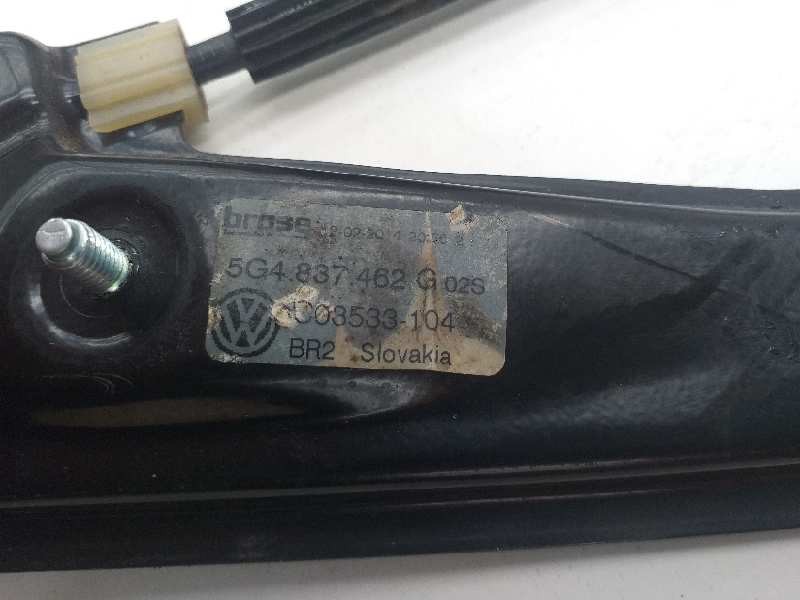 brose
5G4.837.462 G 02S
C03533-104
BR2 Slovakia